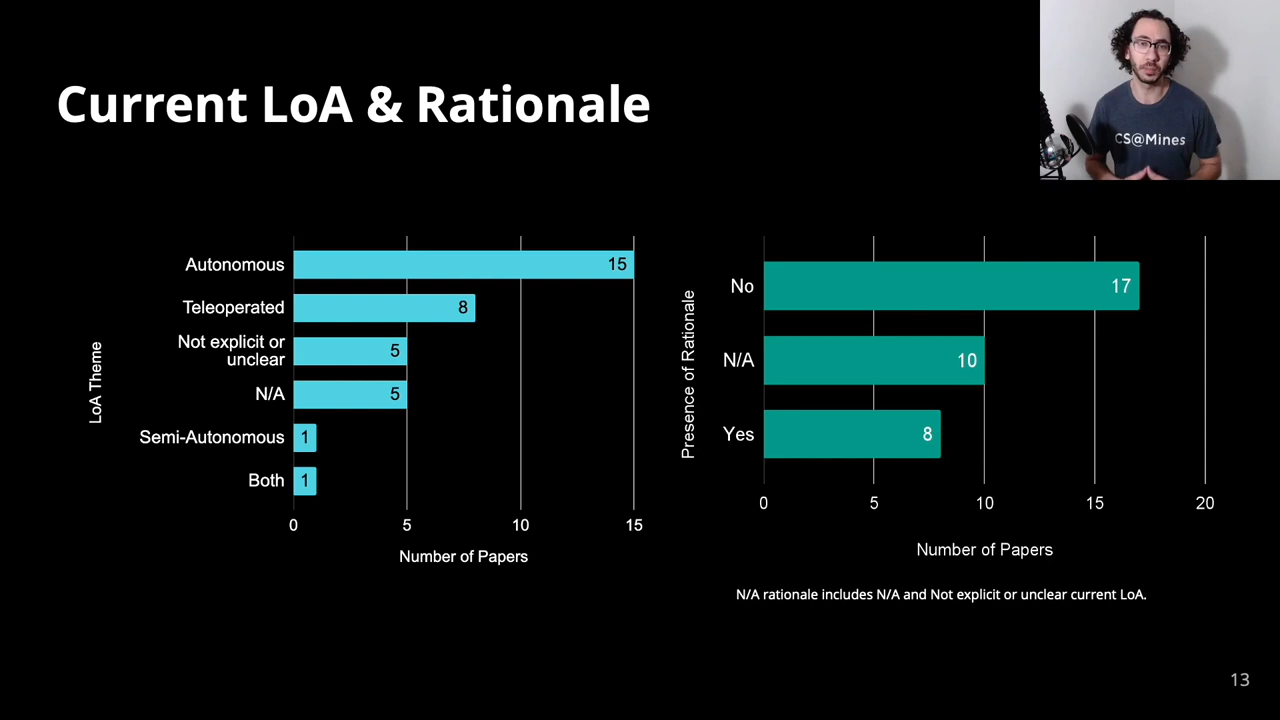 Current LoA & Rationale
CS@Mines
LoA Theme
Autonomous
15
Teleoperated
8
Not explicit or
unclear
5
N/A
5
Semi-Autonomous
1
Both
1
0 5 10 15
Number of Papers
Presence of Rationale
No
17
N/A
10
Yes
8
0 5 10 15 20
Number of Papers
N/A rationale includes N/A and Not explicit or unclear current LoA.
13